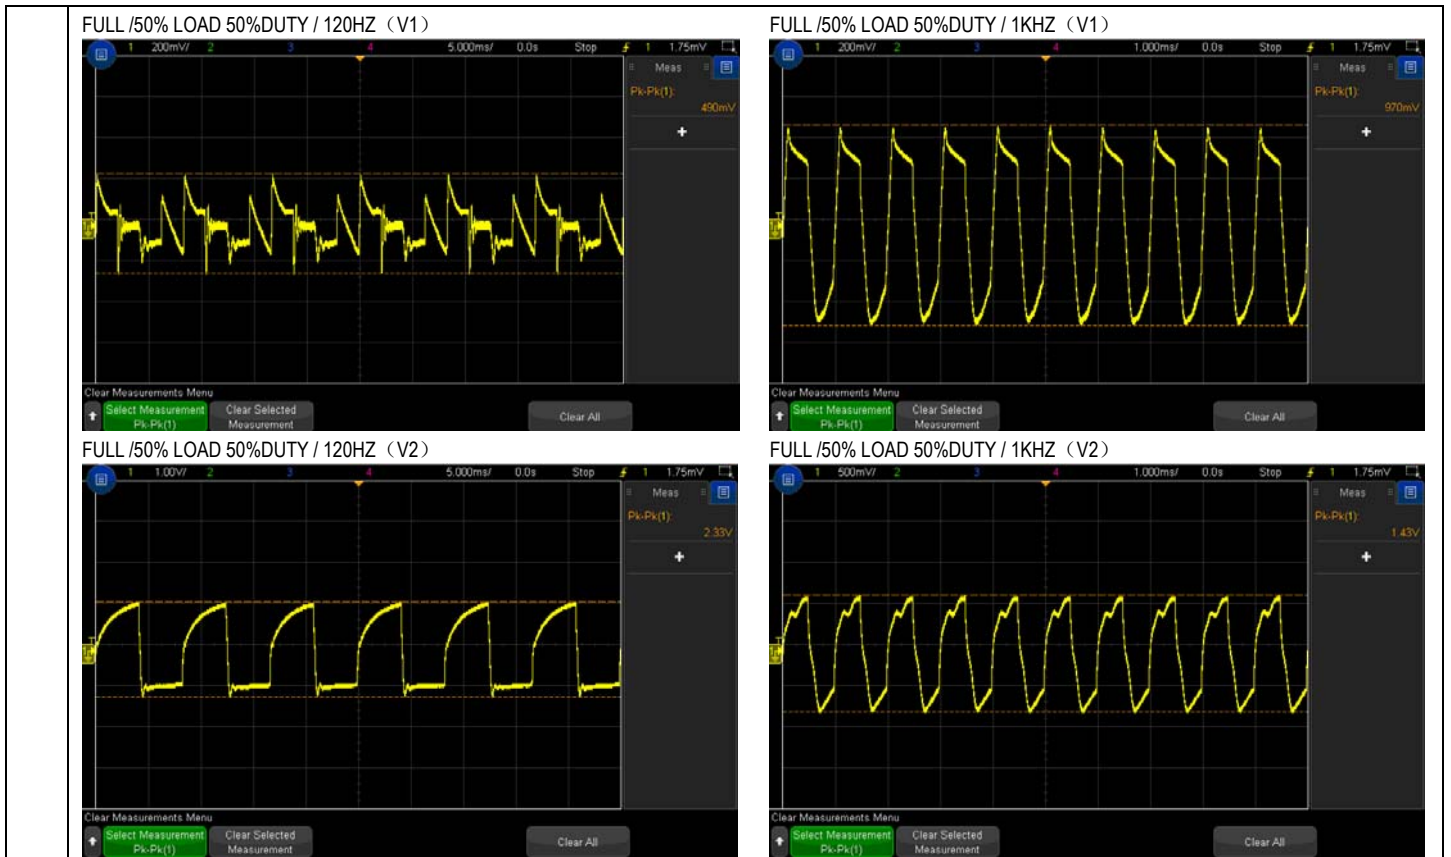 FULL /50% LOAD 50%DUTY / 120HZ（V1）
1 200mV/ 2 3 4 5.000ms/ 0.0s Stop 1 1.75mV
Meas
Pk-Pk(1):
490mV
+
Clear Measurements Menu
Select Measurement
Pk-Pk(1)
Clear Selected
Measurement
Clear All
FULL /50% LOAD 50%DUTY / 1KHZ（V1）
1 200mV/ 2 3 4 1.000ms/ 0.0s Stop 1 1.75mV
Meas
Pk-Pk(1):
970mV
+
Clear Measurements Menu
Select Measurement
Pk-Pk(1)
Clear Selected
Measurement
Clear All
FULL /50% LOAD 50%DUTY / 120HZ（V2）
1 1.00V/ 2 3 4 5.000ms/ 0.0s Stop 1 1.75mV
Meas
Pk-Pk(1):
2.33V
+
Clear Measurements Menu
Select Measurement
Pk-Pk(1)
Clear Selected
Measurement
Clear All
FULL /50% LOAD 50%DUTY / 1KHZ（V2）
1 500mV/ 2 3 4 1.000ms/ 0.0s Stop 1 1.75mV
Meas
Pk-Pk(1):
1.43V
+
Clear Measurements Menu
Select Measurement
Pk-Pk(1)
Clear Selected
Measurement
Clear All